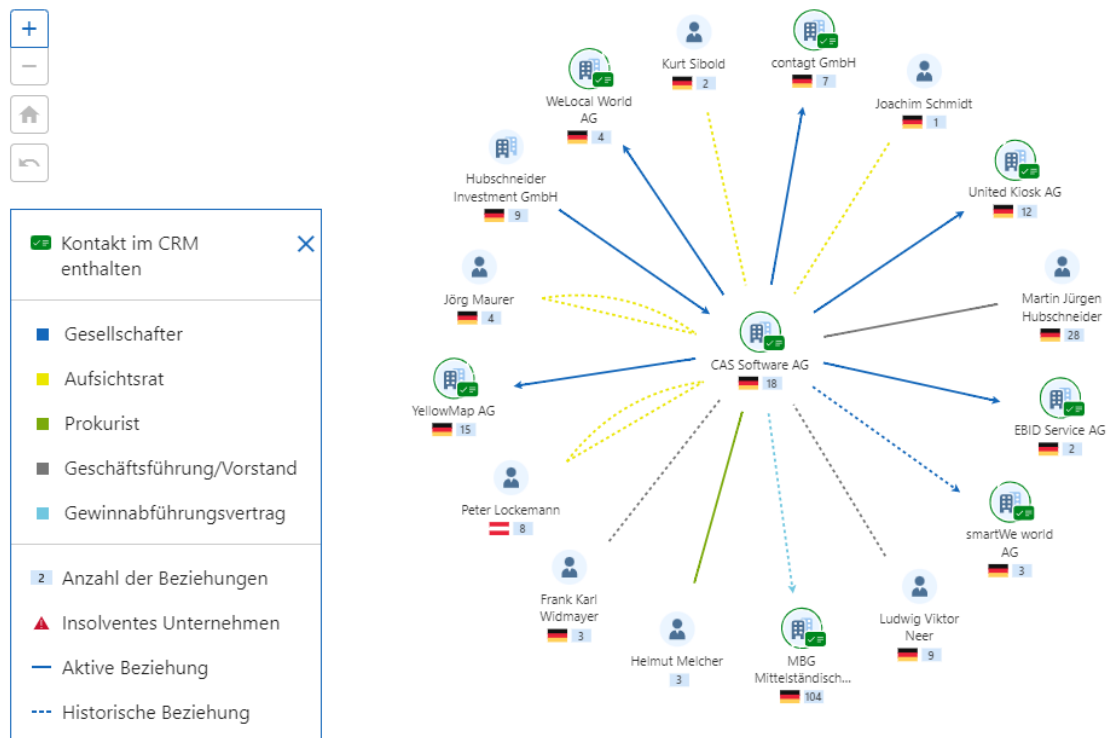 +
−
Kontakt im CRM
enthalten
Gesellschafter
Aufsichtsrat
Prokurist
Geschäftsführung/Vorstand
Gewinnabführungsvertrag
2 Anzahl der Beziehungen
Insolventes Unternehmen
Aktive Beziehung
Historische Beziehung
Kurt Sibold
2
contagt GmbH
7
Joachim Schmidt
1
WeLocal World
AG
4
United Kiosk AG
12
Hubschneider
Investment GmbH
9
Martin Jürgen
Hubschneider
28
Jörg Maurer
4
CAS Software AG
18
YellowMap AG
15
EBID Service AG
2
Peter Lockemann
8
smartWe world
AG
3
Frank Karl
Widmayer
3
Ludwig Viktor
Neer
9
Helmut Melcher
3
MBG
Mittelständisch...
104